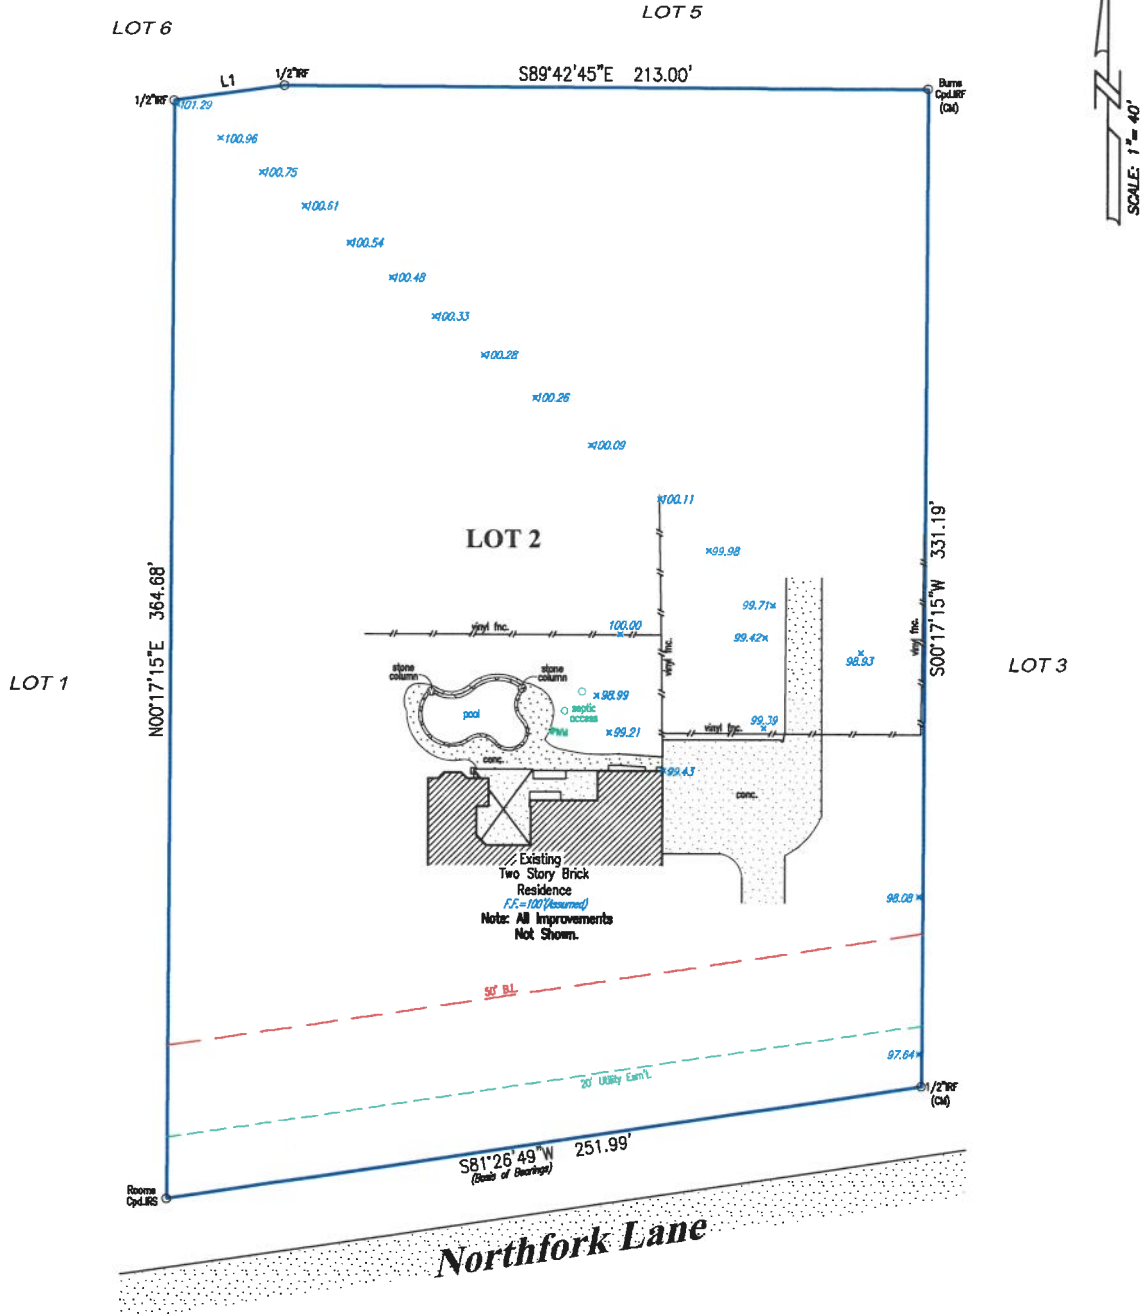 LOT 5
LOT 6
S89°42'45"E 213.00'
L1
1/2"IRF
1/2"IRF
Burns
Cpd.IRF
(CM)
SCALE: 1"= 40'
101.29
100.96
100.75
100.61
100.54
100.48
100.33
100.28
100.26
100.09
100.11
LOT 2
99.98
N00°17'15"E 364.68'
S00°17'15"W 331.19'
99.71
vinyl fnc.
100.00
99.42
vinyl fnc.
vinyl fnc.
98.93
LOT 3
LOT 1
stone
column
stone
column
98.99
pool
septic
access
PWM
99.21
99.39
vinyl fnc.
conc.
99.43
conc.
Existing
Two Story Brick
Residence
F.F.=100'(Assumed)
Note: All Improvements
Not Shown.
98.08
50' B.L.
97.64
20' Utility Esm't.
1/2"IRF
(CM)
S81°26'49"W 251.99'
(Basis of Bearings)
Rooms
Cpd.IRS
Northfork Lane